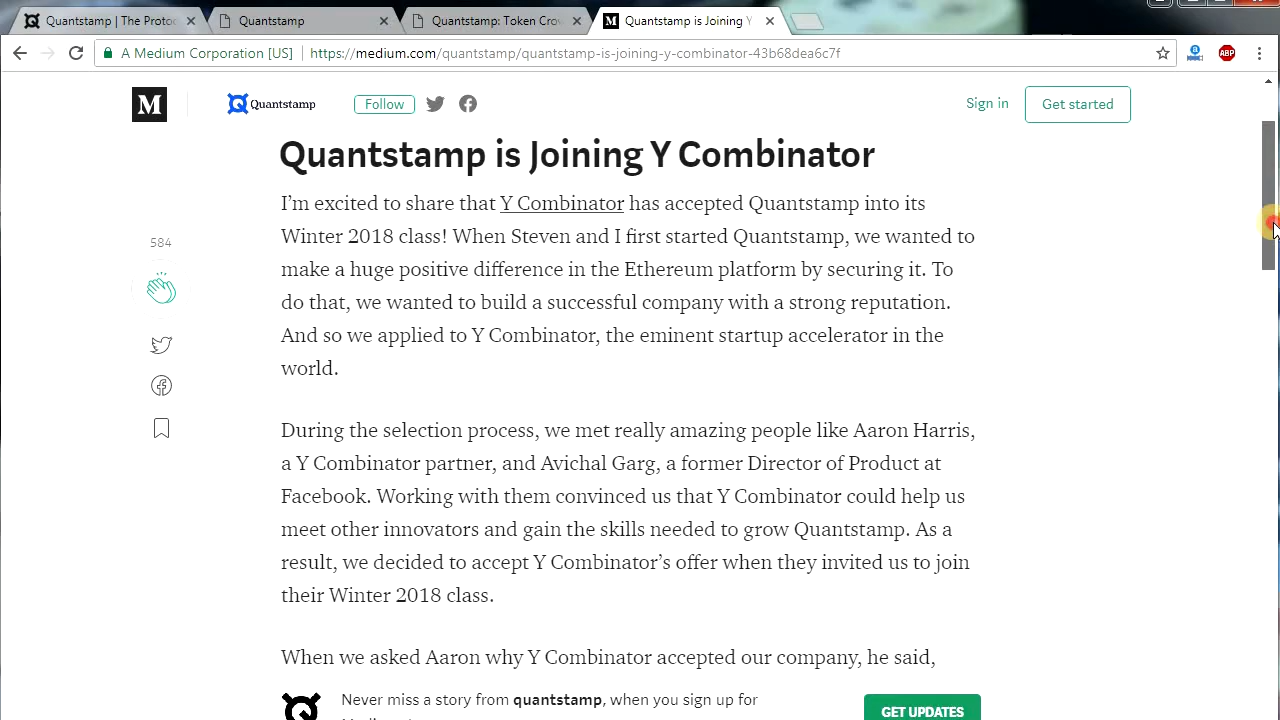 Quantstamp | The Protoc
Quantstamp
Quantstamp: Token Crow
Quantstamp is Joining Y
A Medium Corporation [US]
https://medium.com/quantstamp/quantstamp-is-joining-y-combinator-43b68dea6c7f
ABP
M
Quantstamp
Follow
Sign in
Get started
Quantstamp is Joining Y Combinator
I’m excited to share that Y Combinator has accepted Quantstamp into its
Winter 2018 class! When Steven and I first started Quantstamp, we wanted to
make a huge positive difference in the Ethereum platform by securing it. To
do that, we wanted to build a successful company with a strong reputation.
And so we applied to Y Combinator, the eminent startup accelerator in the
world.
584
During the selection process, we met really amazing people like Aaron Harris,
a Y Combinator partner, and Avichal Garg, a former Director of Product at
Facebook. Working with them convinced us that Y Combinator could help us
meet other innovators and gain the skills needed to grow Quantstamp. As a
result, we decided to accept Y Combinator’s offer when they invited us to join
their Winter 2018 class.
When we asked Aaron why Y Combinator accepted our company, he said,
Never miss a story from quantstamp, when you sign up for
GET UPDATES